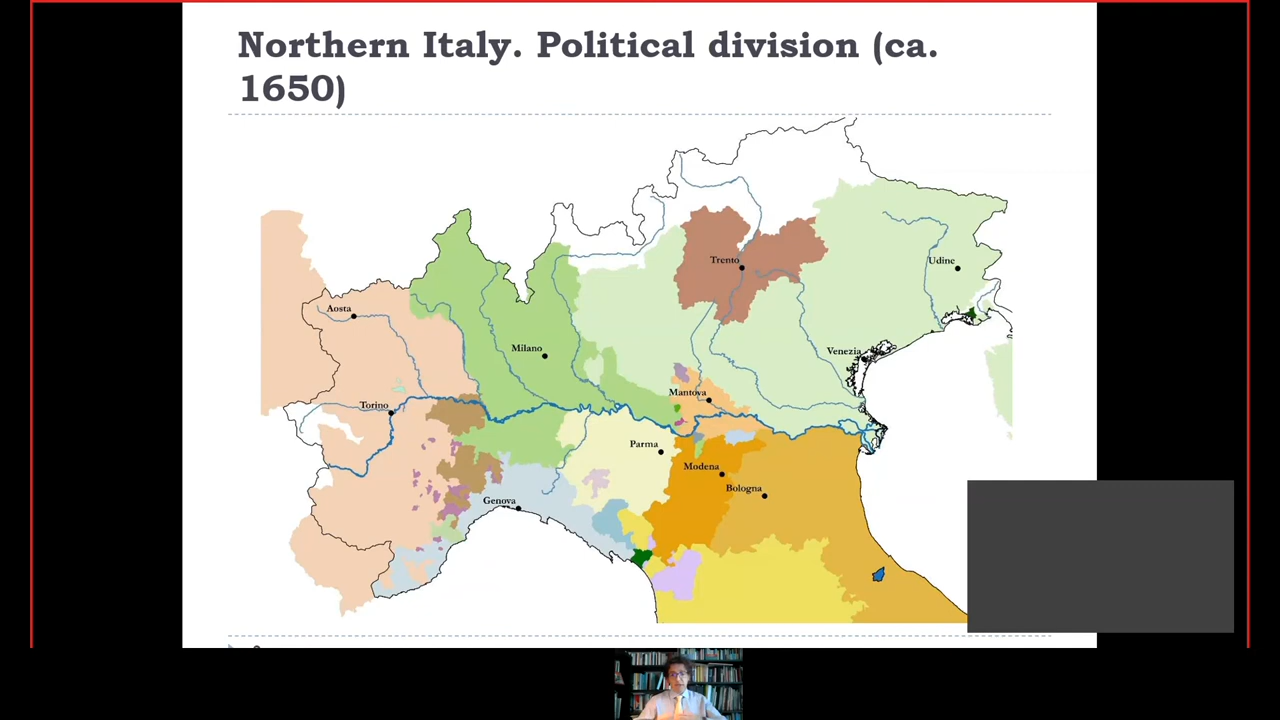 Northern Italy. Political division (ca.
1650)
Trento
Udine
Aosta
Milano
Venezia
Mantova
Torino
Parma
Modena
Bologna
Genova